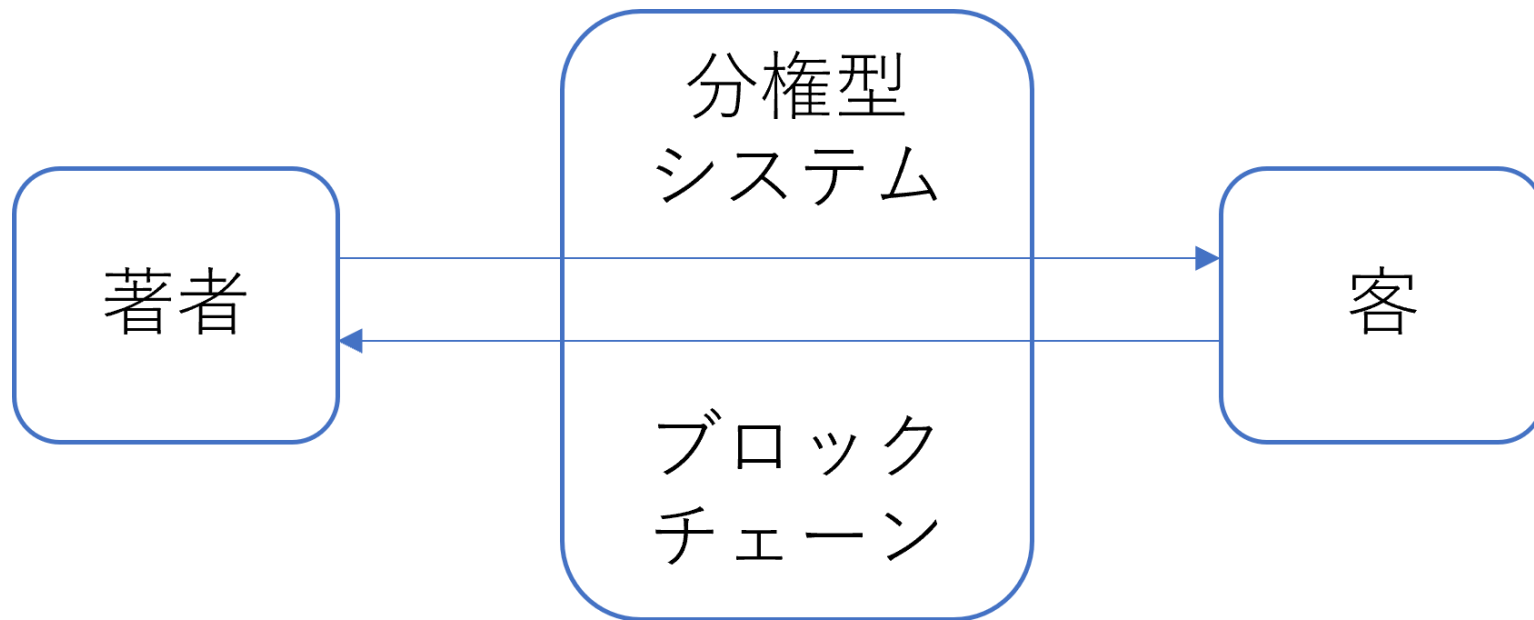 分権型
システム
著者
客
ブロック
チェーン